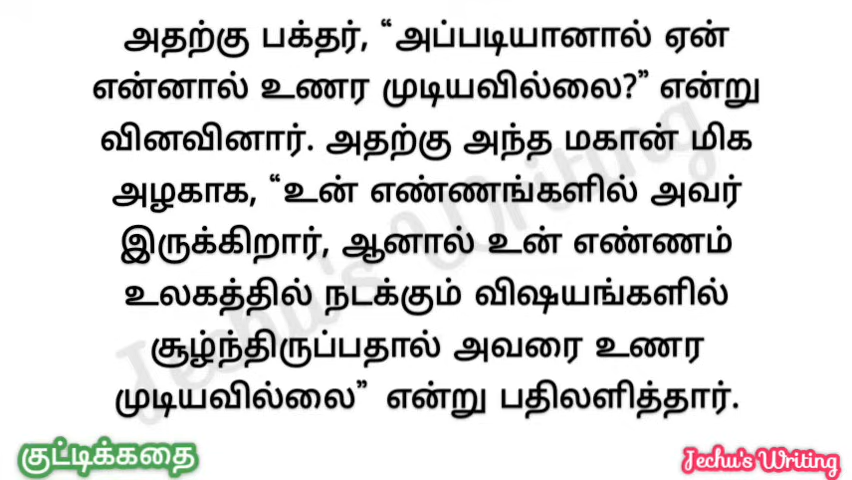 அதற்கு பக்தர், “அப்படியானால் ஏன்
என்னால் உணர முடியவில்லை?” என்று
வினவினார். அதற்கு அந்த மகான் மிக
அழகாக, “உன் எண்ணங்களில் அவர்
இருக்கிறார், ஆனால் உன் எண்ணம்
உலகத்தில் நடக்கும் விஷயங்களில்
சூழ்ந்திருப்பதால் அவரை உணர
முடியவில்லை” என்று பதிலளித்தார்.
Jechu's Writing
குட்டிக்கதை
Jechu's Writing